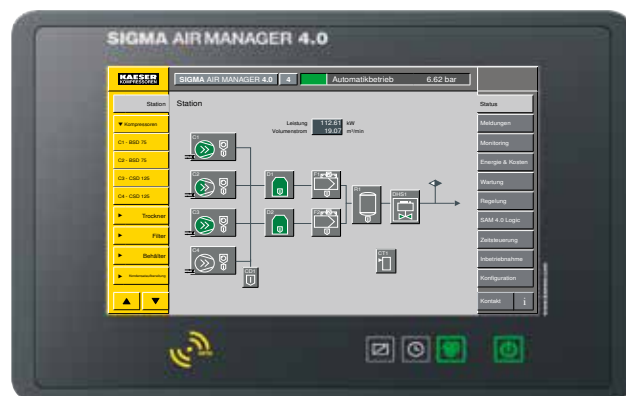 SIGMA AIR MANAGER 4.0
KAESER
KOMPRESSOREN
SIGMA AIR MANAGER 4.0 4 Automatikbetrieb 6.62 bar
Station
Station
Status
▼ Kompressoren
Leistung 112.61 kW
Meldungen
Volumenstrom 19.07 m³/min
C1 - BSD 75
C1
Monitoring
C2 - BSD 75
Energie & Kosten
C3 - CSD 125
C2 D1 F1
Wartung
C4 - CSD 125
R1 DHS1
Regelung
► Trockner
C3 D2
SAM 4.0 Logic
► Filter
Zeitsteuerung
► Behälter
C4 CT1
Inbetriebnahme
CD1
Konfiguration
▲ ▼
Kontakt i